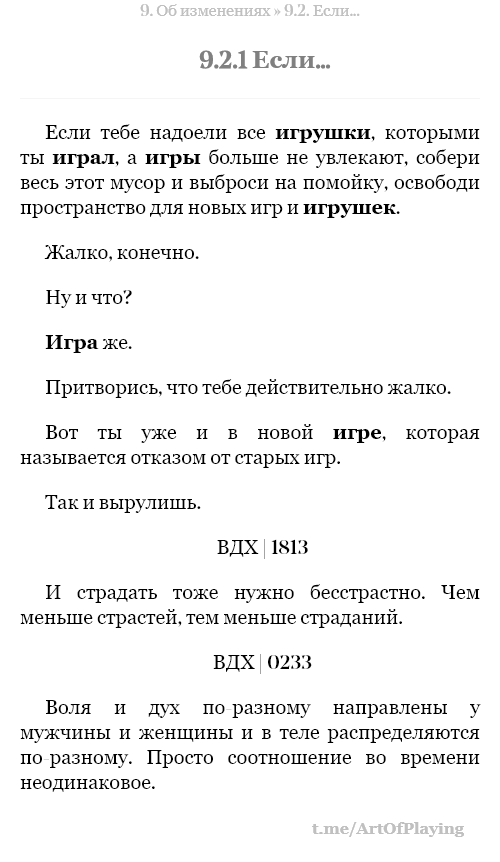 9. Об изменениях » 9.2. Если...
9.2.1 Если...
Если тебе надоели все игрушки, которыми
ты играл, а игры больше не увлекают, собери
весь этот мусор и выброси на помойку, освободи
пространство для новых игр и игрушек.
Жалко, конечно.
Ну и что?
Игра же.
Притворись, что тебе действительно жалко.
Вот ты уже и в новой игре, которая
называется отказом от старых игр.
Так и вырулишь.
ВДХ | 1813
И страдать тоже нужно бесстрастно. Чем
меньше страстей, тем меньше страданий.
ВДХ | 0233
Воля и дух по-разному направлены у
мужчины и женщины и в теле распределяются
по-разному. Просто соотношение во времени
неодинаковое.
t.me/ArtOfPlaying